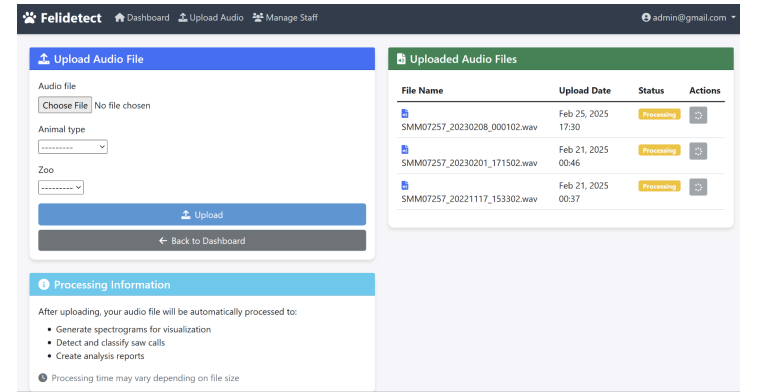 Felidetect Dashboard Upload Audio Manage Staff admin@gmail.com
Upload Audio File
Audio file
Choose File No file chosen
Animal type
---------
Zoo
---------
Upload
Back to Dashboard
Processing Information
After uploading, your audio file will be automatically processed to:
Generate spectrograms for visualization
Detect and classify saw calls
Create analysis reports
Processing time may vary depending on file size
Uploaded Audio Files
File Name Upload Date Status Actions
SMM07257_20230208_000102.wav Feb 25, 2025 17:30 Processing
SMM07257_20230201_171502.wav Feb 21, 2025 00:46 Processing
SMM07257_20221117_153302.wav Feb 21, 2025 00:37 Processing